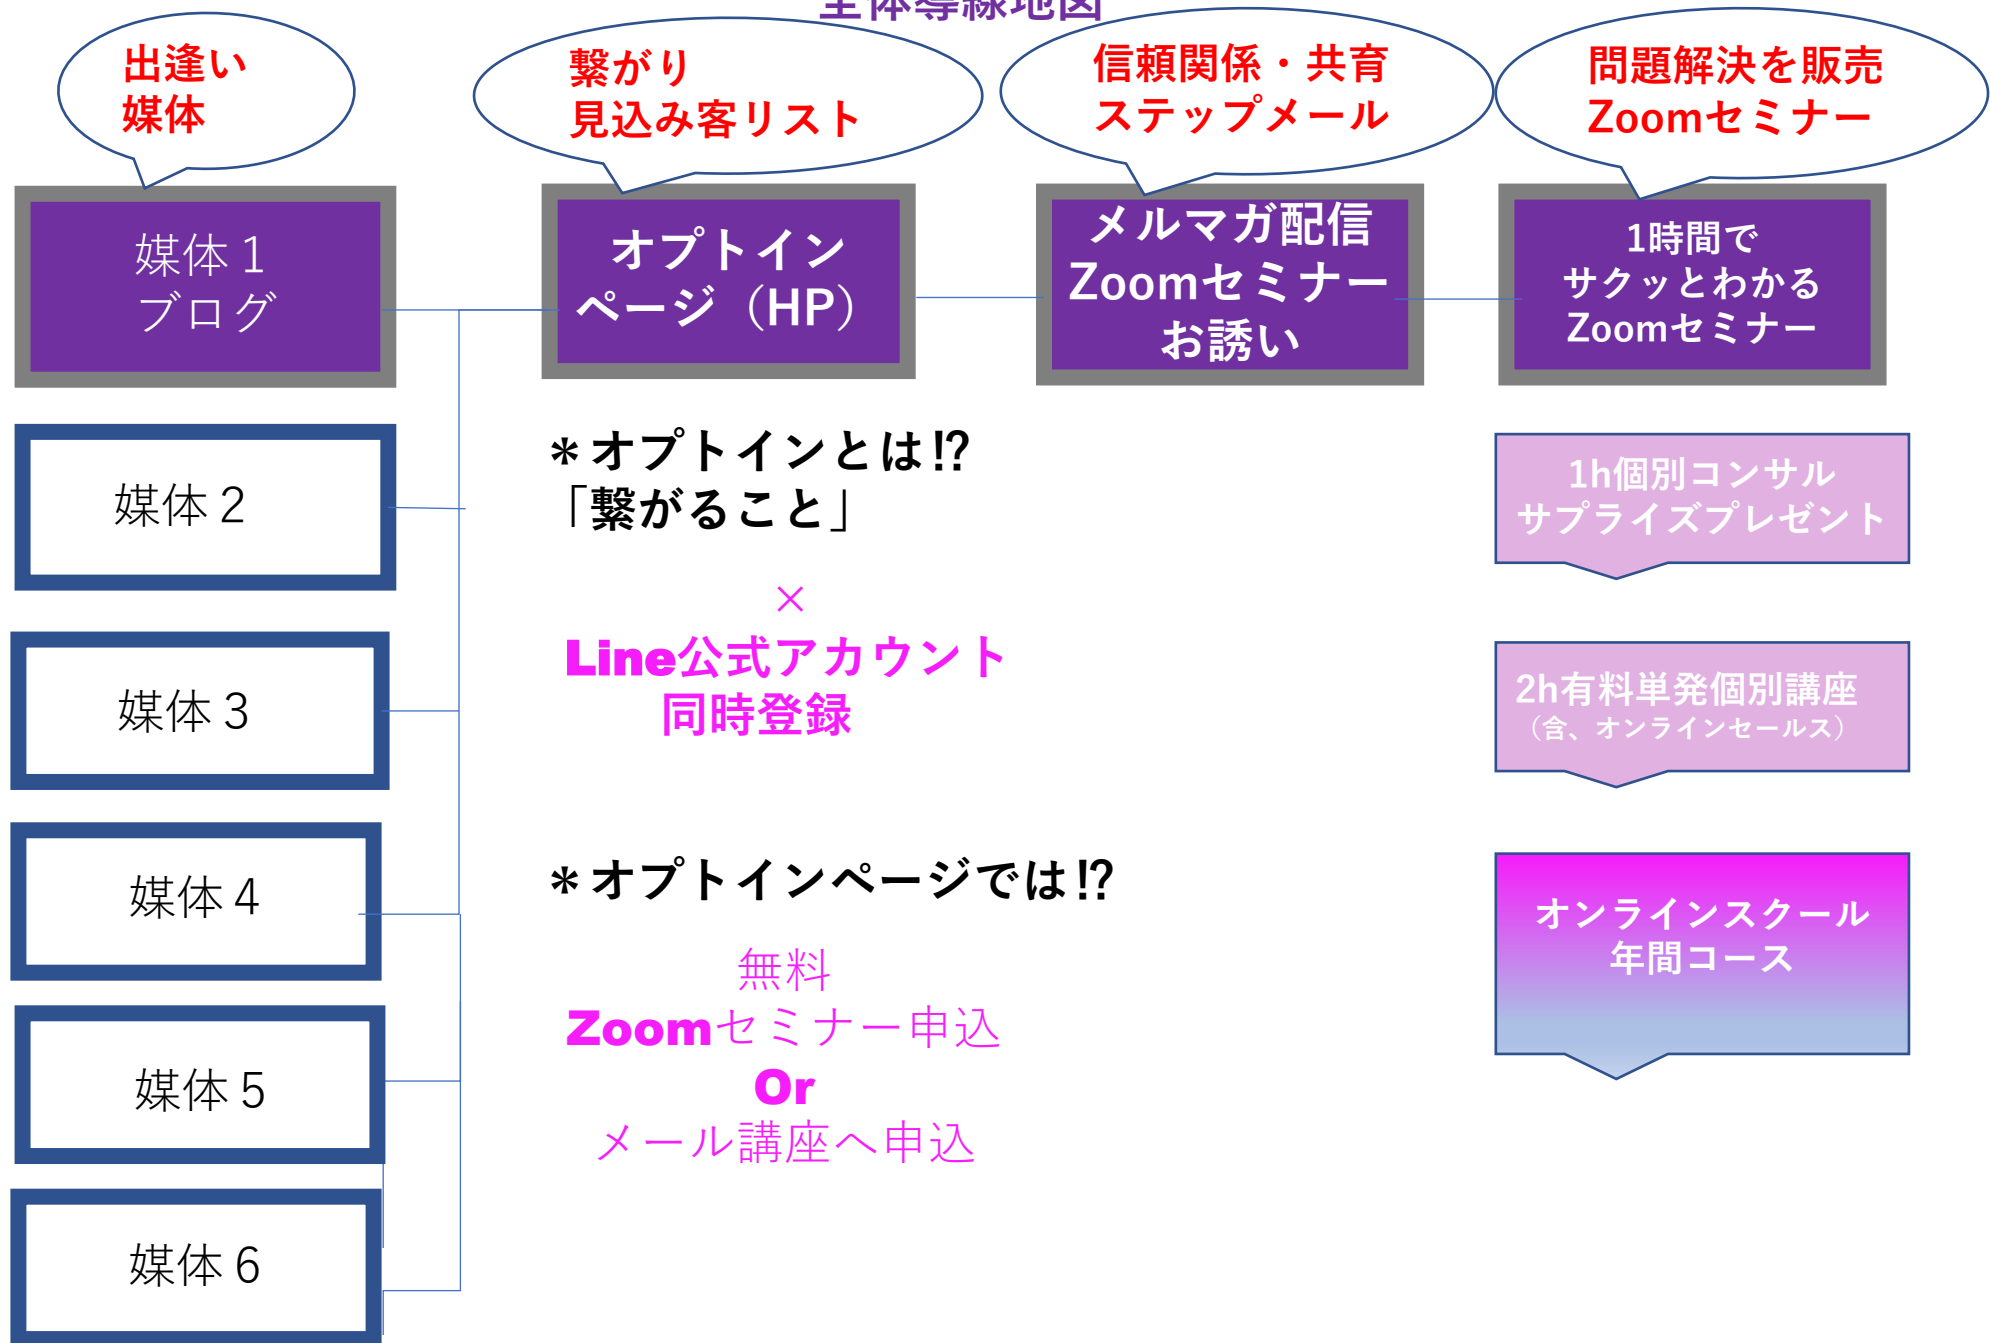 全体導線地図
出逢い
媒体
繋がり
見込み客リスト
信頼関係・共育
ステップメール
問題解決を販売
Zoomセミナー
媒体１
ブログ
オプトイン
ページ（HP）
メルマガ配信
Zoomセミナー
お誘い
1時間で
サクッとわかる
Zoomセミナー
媒体２
媒体３
媒体４
媒体５
媒体６
＊オプトインとは⁉
「繋がること」
×
Line公式アカウント
同時登録
＊オプトインページでは⁉
無料
Zoomセミナー申込
Or
メール講座へ申込
1h個別コンサル
サプライズプレゼント
2h有料単発個別講座
（含、オンラインセールス）
オンラインスクール
年間コース